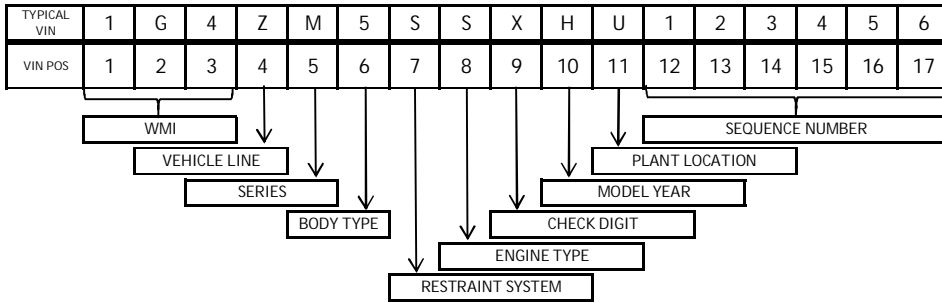 TYPICAL VIN 1 G 4 Z M 5 S S X H U 1 2 3 4 5 6
VIN POS 1 2 3 4 5 6 7 8 9 10 11 12 13 14 15 16 17
WMI SEQUENCE NUMBER
VEHICLE LINE PLANT LOCATION
SERIES MODEL YEAR
BODY TYPE CHECK DIGIT
ENGINE TYPE
RESTRAINT SYSTEM